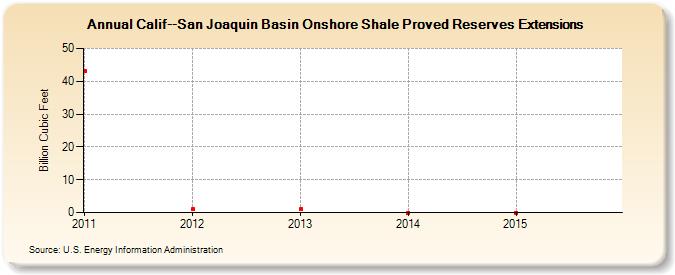 Annual Calif--San Joaquin Basin Onshore Shale Proved Reserves Extensions
Billion Cubic Feet
50
40
30
20
10
0
2011 2012 2013 2014 2015
Source: U.S. Energy Information Administration